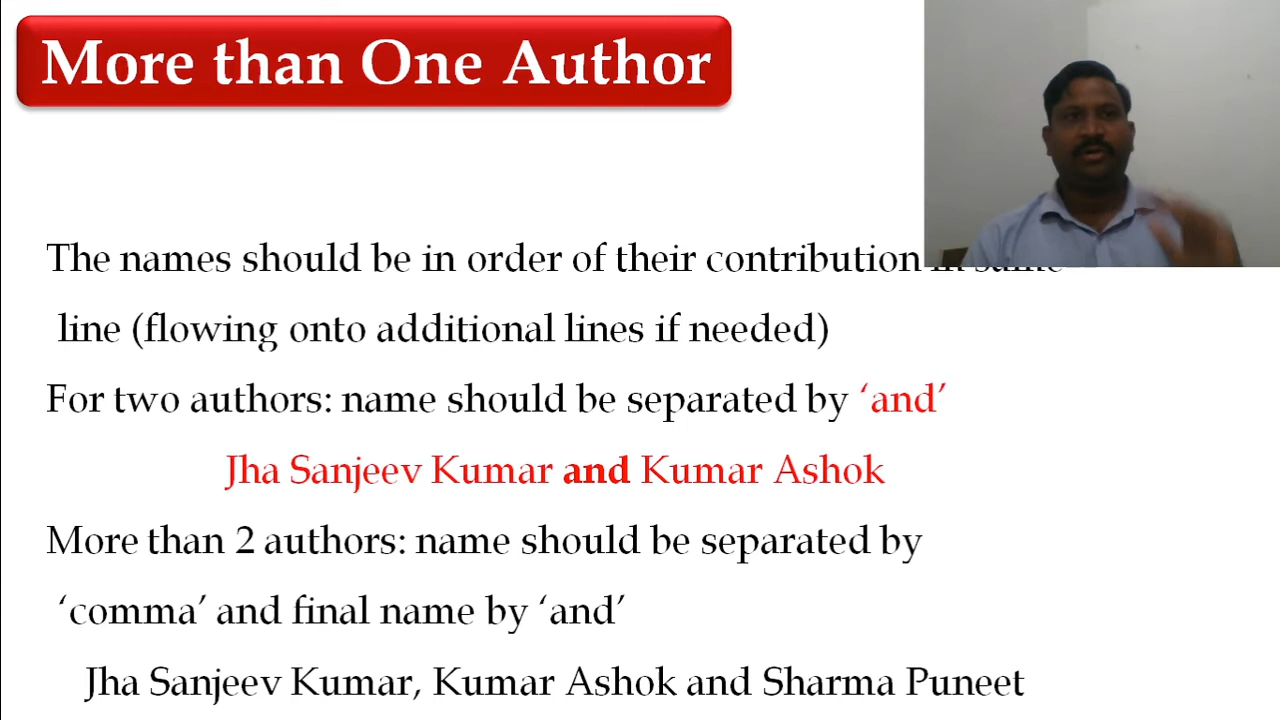 More than One Author
The names should be in order of their contribution in same
line (flowing onto additional lines if needed)
For two authors: name should be separated by ‘and’
Jha Sanjeev Kumar and Kumar Ashok
More than 2 authors: name should be separated by
‘comma’ and final name by ‘and’
Jha Sanjeev Kumar, Kumar Ashok and Sharma Puneet